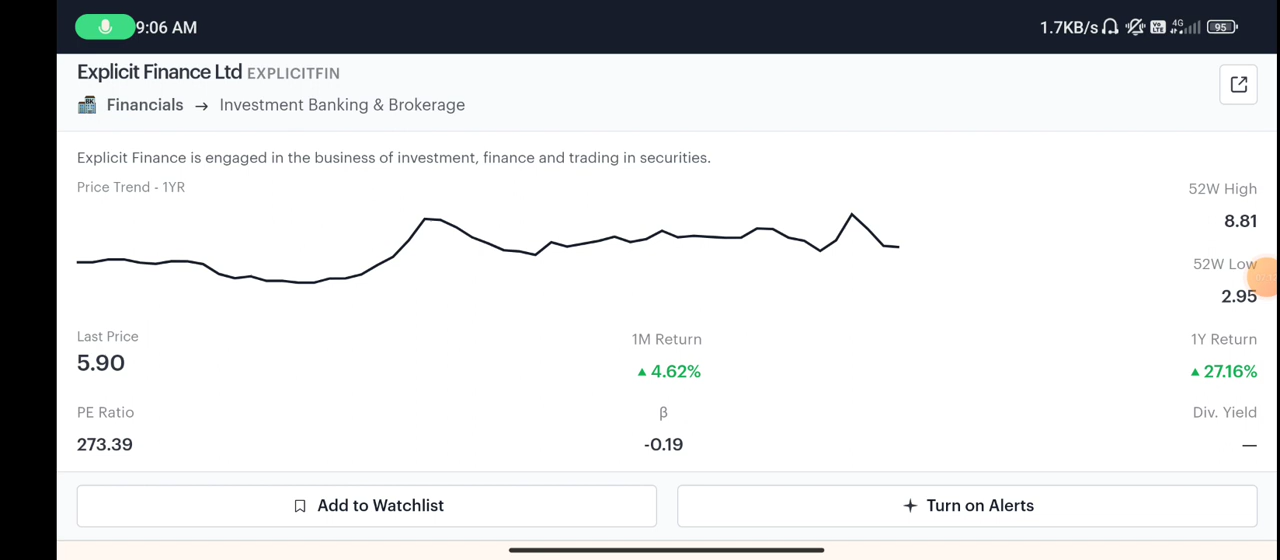 9:06 AM 1.7KB/s Vo LTE 4G 95
Explicit Finance Ltd EXPLICITFIN
Financials → Investment Banking & Brokerage
Explicit Finance is engaged in the business of investment, finance and trading in securities.
Price Trend - 1YR
52W High
8.81
52W Low
2.95
Last Price 1M Return 1Y Return
5.90 ▲ 4.62% ▲ 27.16%
PE Ratio β Div. Yield
273.39 -0.19 —
Add to Watchlist Turn on Alerts